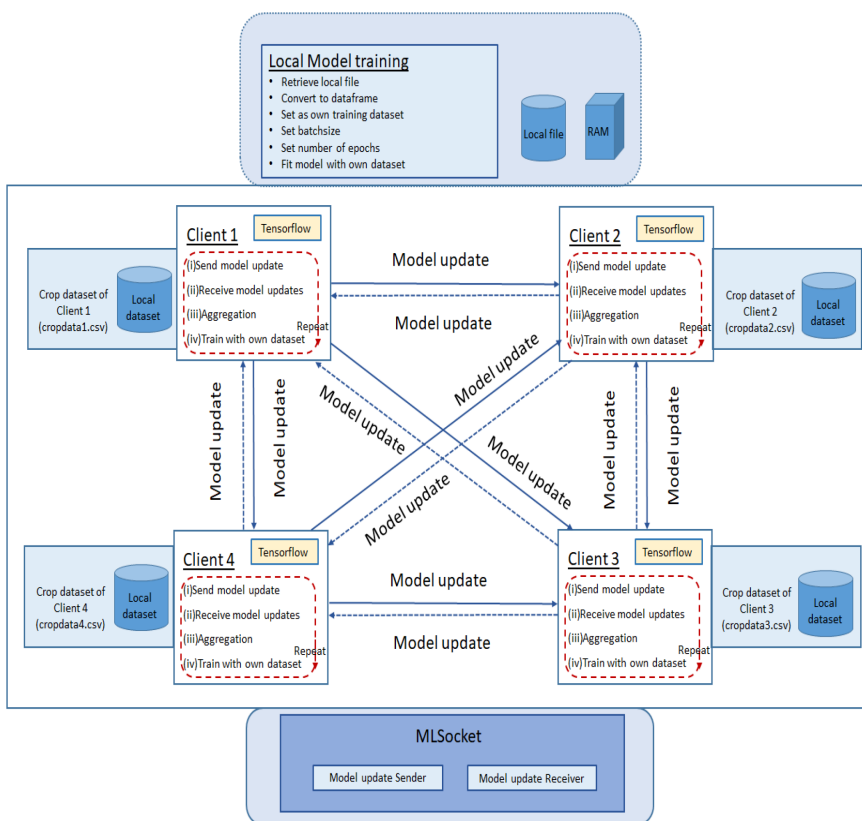 Local Model training
• Retrieve local file
• Convert to dataframe
• Set as own training dataset
• Set batchsize
• Set number of epochs
• Fit model with own dataset
Local file
RAM
Client 1
Tensorflow
(i)Send model update
(ii)Receive model updates
(iii)Aggregation
Repeat
(iv)Train with own dataset
Crop dataset of
Client 1
(cropdata1.csv)
Local
dataset
Model update
Model update
Client 2
Tensorflow
(i)Send model update
(ii)Receive model updates
(iii)Aggregation
Repeat
(iv)Train with own dataset
Crop dataset of
Client 2
(cropdata2.csv)
Local
dataset
Model update
Model update
Model update
Model update
Model update
Model update
Model update
Model update
Client 4
Tensorflow
(i)Send model update
(ii)Receive model updates
(iii)Aggregation
Repeat
(iv)Train with own dataset
Crop dataset of
Client 4
(cropdata4.csv)
Local
dataset
Model update
Model update
Client 3
Tensorflow
(i)Send model update
(ii)Receive model updates
(iii)Aggregation
Repeat
(iv)Train with own dataset
Crop dataset of
Client 3
(cropdata3.csv)
Local
dataset
MLSocket
Model update Sender
Model update Receiver